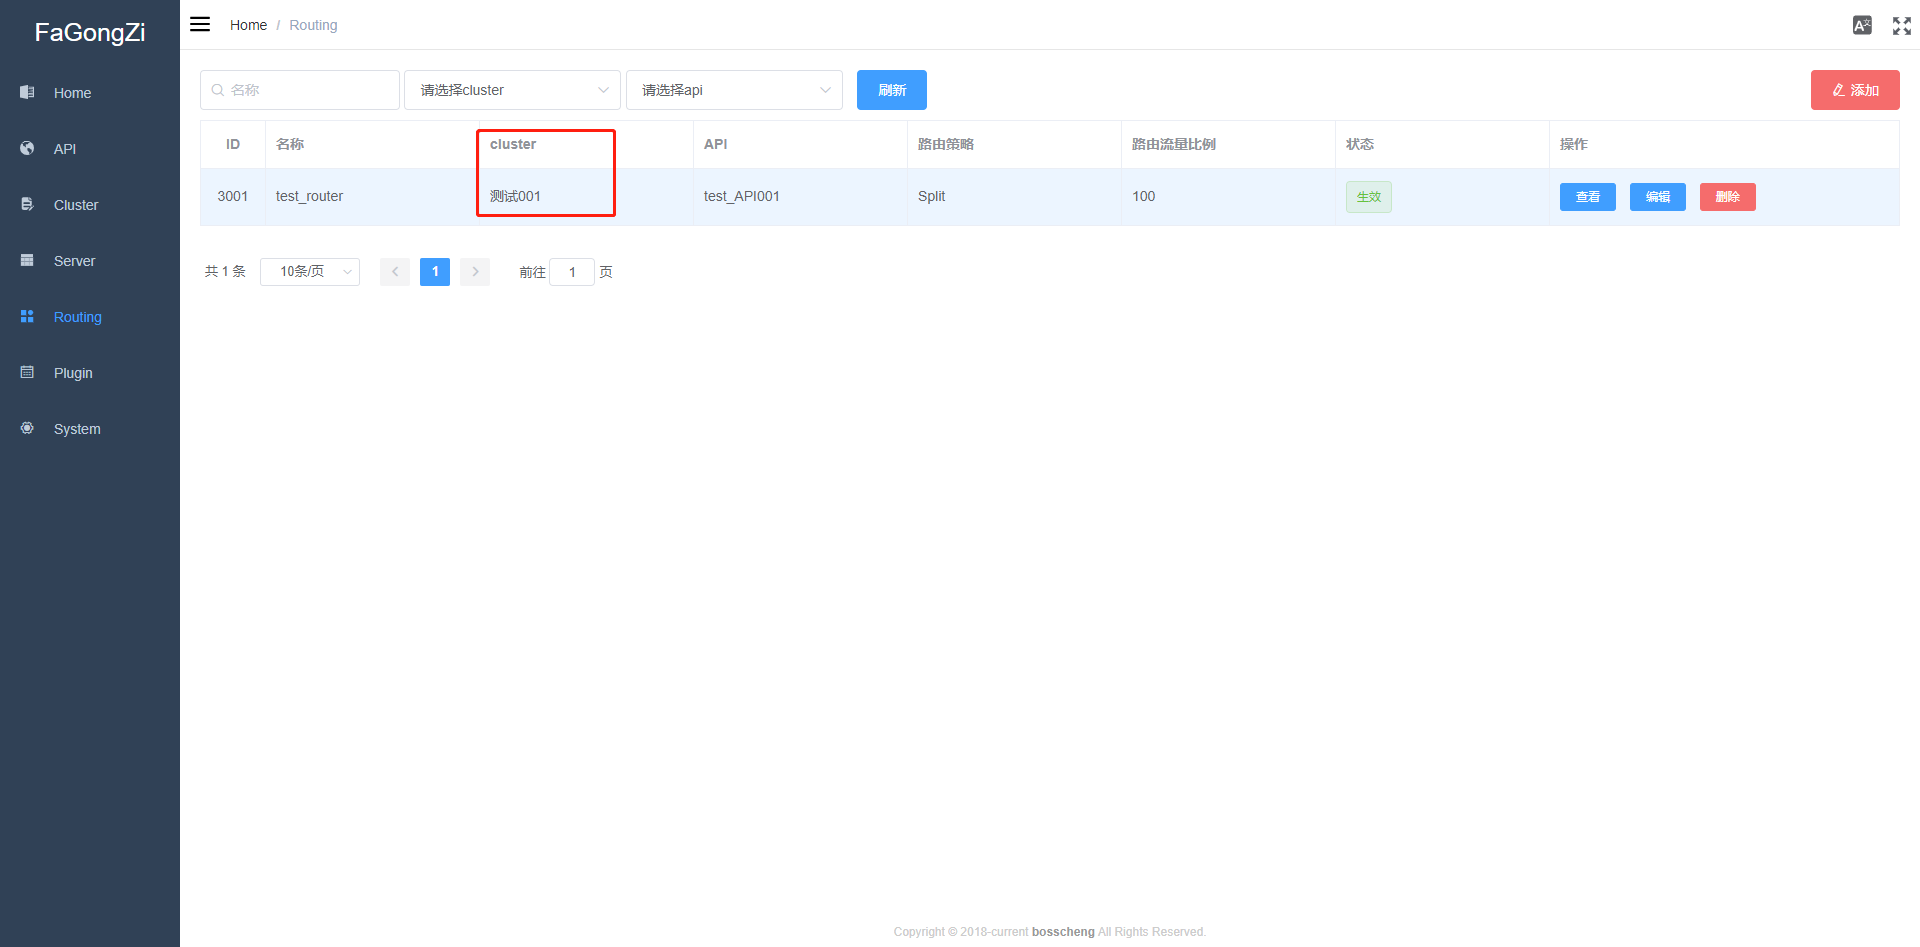 FaGongZi
Home
API
Cluster
Server
Routing
Plugin
System
Home / Routing
名称 请选择cluster 请选择api 刷新 添加
ID 名称 cluster API 路由策略 路由流量比例 状态 操作
3001 test_router 测试001 test_API001 Split 100 生效 查看 编辑 删除
共 1 条 10条/页 1 前往 1 页
Copyright © 2018-current bosscheng All Rights Reserved.